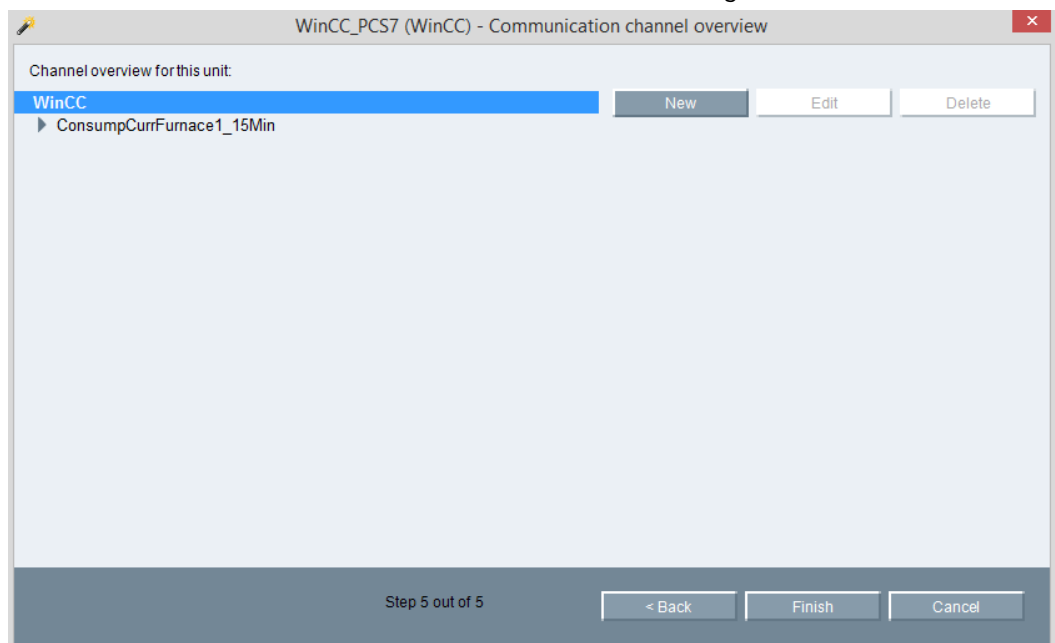 WinCC_PCS7 (WinCC) - Communication channel overview
Channel overview for this unit:
WinCC
New
Edit
Delete
ConsumpCurrFurnace1_15Min
Step 5 out of 5
< Back
Finish
Cancel